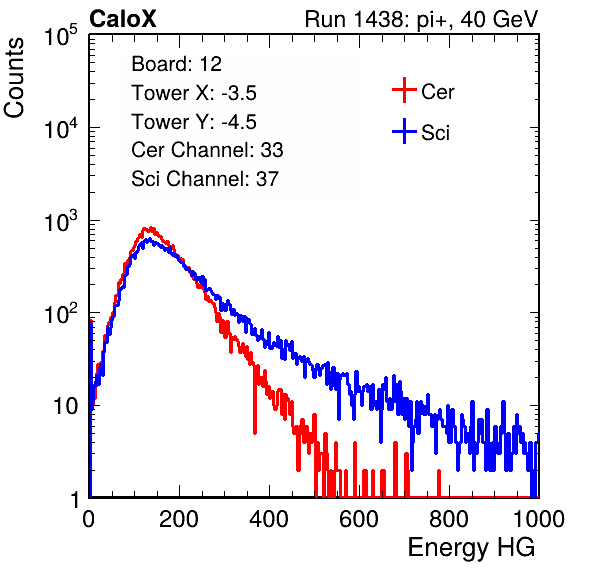 CaloX Run 1438: pi+, 40 GeV
Counts
Board: 12
Tower X: -3.5
Tower Y: -4.5
Cer Channel: 33
Sci Channel: 37
Cer
Sci
10^5
10^4
10^3
10^2
10
1
0 200 400 600 800 1000
Energy HG